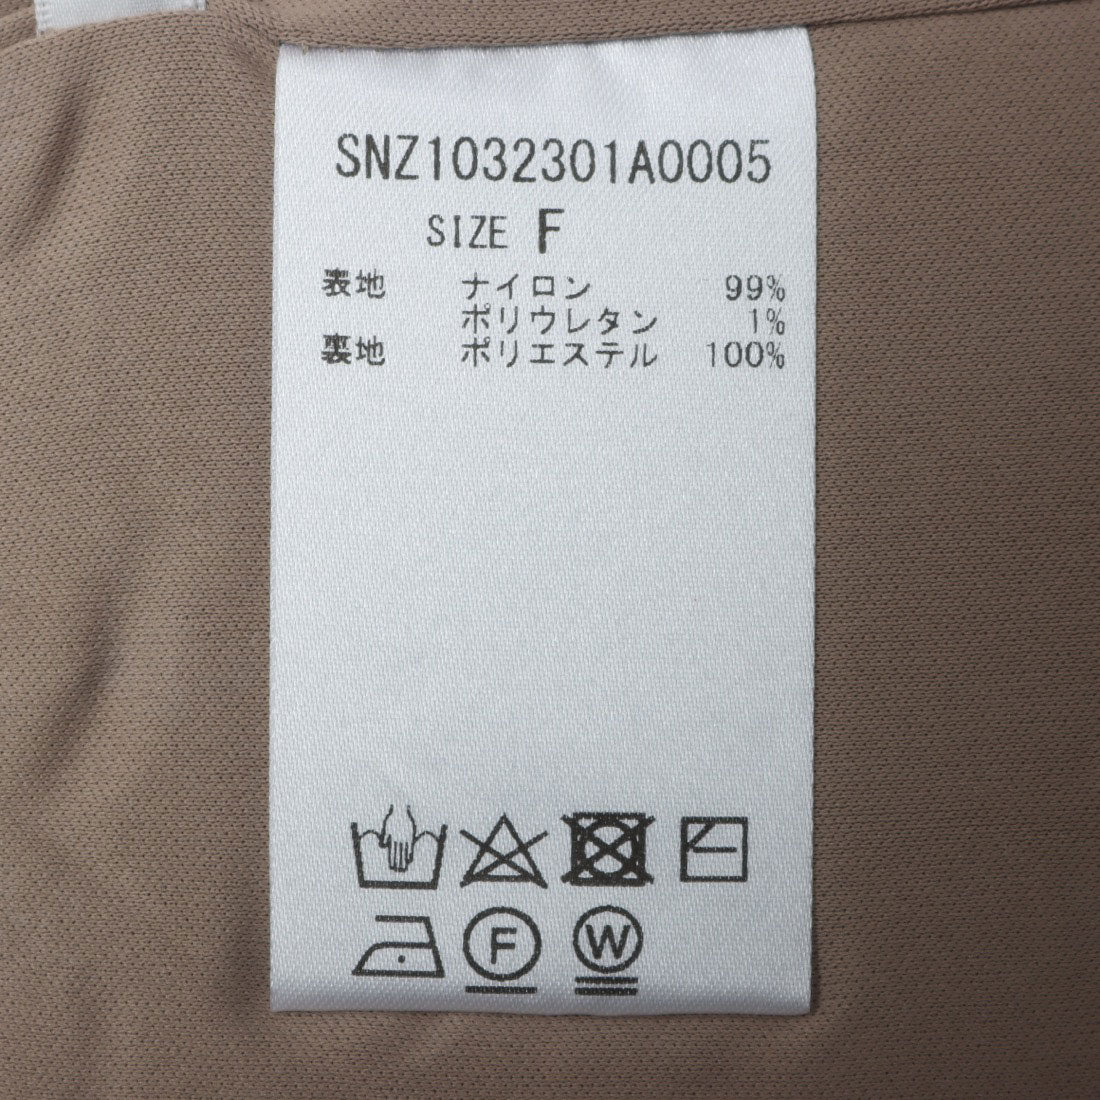 SNZ1032301A0005
SIZE F
表地 ナイロン 99%
ポリウレタン 1%
裏地 ポリエステル 100%
F W